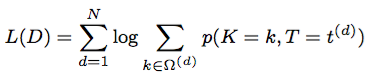 L(D) = \sum_{d=1}^{N} \log \sum_{k \in \Omega^{(d)}} p(K = k, T = t^{(d)})